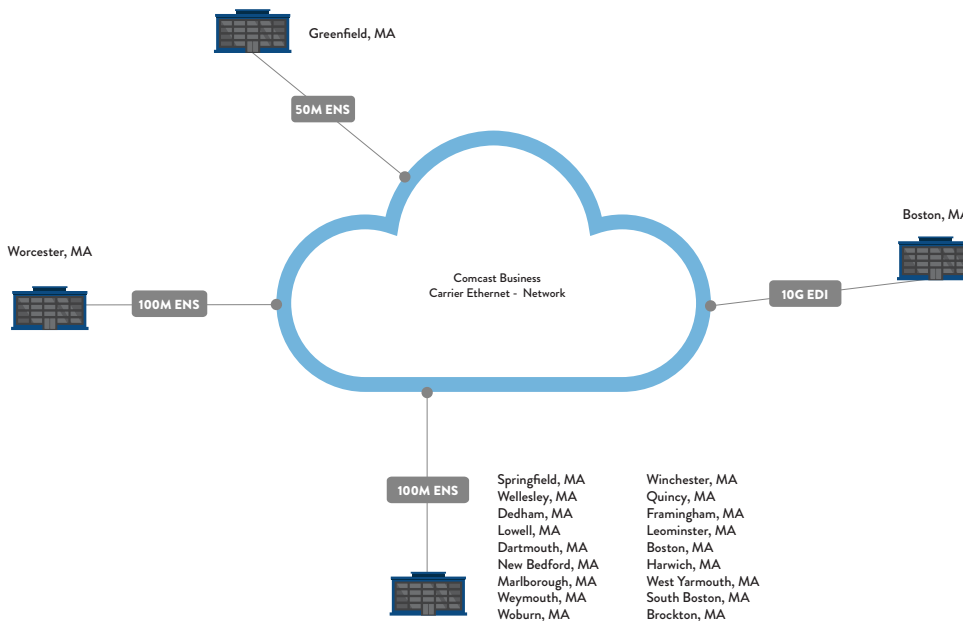 Greenfield, MA
50M ENS
Boston, MA
Worcester, MA
Comcast Business
Carrier Ethernet - Network
10G EDI
100M ENS
100M ENS
Springfield, MA
Wellesley, MA
Dedham, MA
Lowell, MA
Dartmouth, MA
New Bedford, MA
Marlborough, MA
Weymouth, MA
Woburn, MA
Winchester, MA
Quincy, MA
Framingham, MA
Leominster, MA
Boston, MA
Harwich, MA
West Yarmouth, MA
South Boston, MA
Brockton, MA